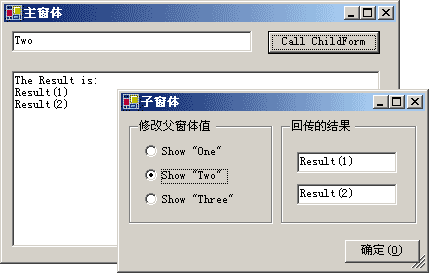 主窗体
Two
Call ChildForm
The Result is:
Result(1)
Result(2)
子窗体
修改父窗体值
Show "One"
Show "Two"
Show "Three"
回传的结果
Result(1)
Result(2)
确定(O)